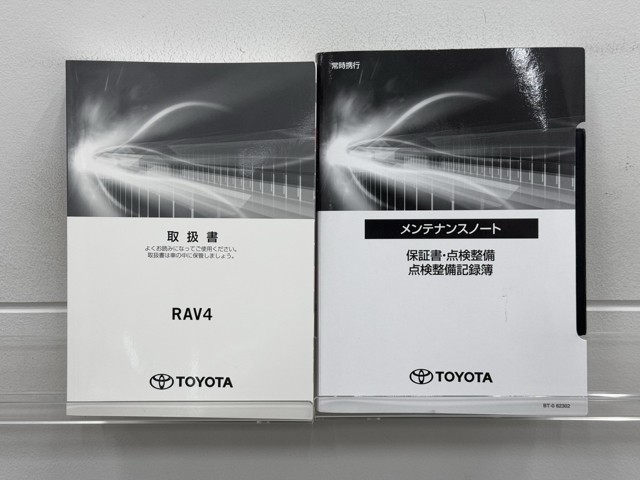 取扱書
よくお読みになってご使用ください。
取扱書は車の中に保管しましょう。
RAV4
TOYOTA
常時携行
メンテナンスノート
保証書・点検整備
点検整備記録簿
TOYOTA